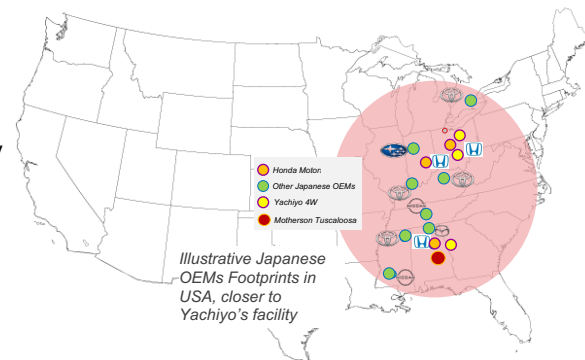 Honda Motor
Other Japanese OEMs
Yachiyo 4W
Motherson Tuscaloosa
Illustrative Japanese
OEMs Footprints in
USA, closer to
Yachiyo's facility